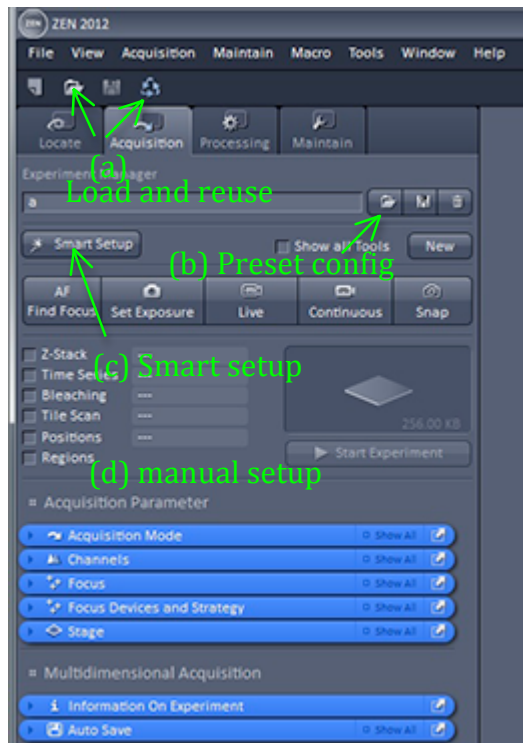 ZEN 2012
File View Acquisition Maintain Macro Tools Window Help
Locate Acquisition Processing Maintain
(a)
Experiment Manager
Load and reuse
a
Smart Setup Show all Tools New
(b) Preset config
AF
Find Focus Set Exposure Live Continuous Snap
Z-Stack ---
(c) Smart setup
Time Series ---
Bleaching ---
Tile Scan ---
256.00 KB
Positions ---
Regions Start Experiment
(d) manual setup
Acquisition Parameter
Acquisition Mode Show All
Channels Show All
Focus Show All
Focus Devices and Strategy Show All
Stage Show All
Multidimensional Acquisition
i Information On Experiment
Auto Save Show All